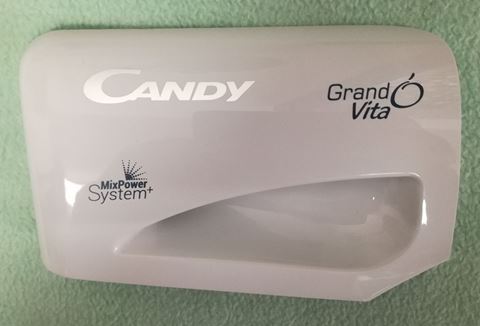 CANDY
Grand Ó
Vita
MixPower
System+